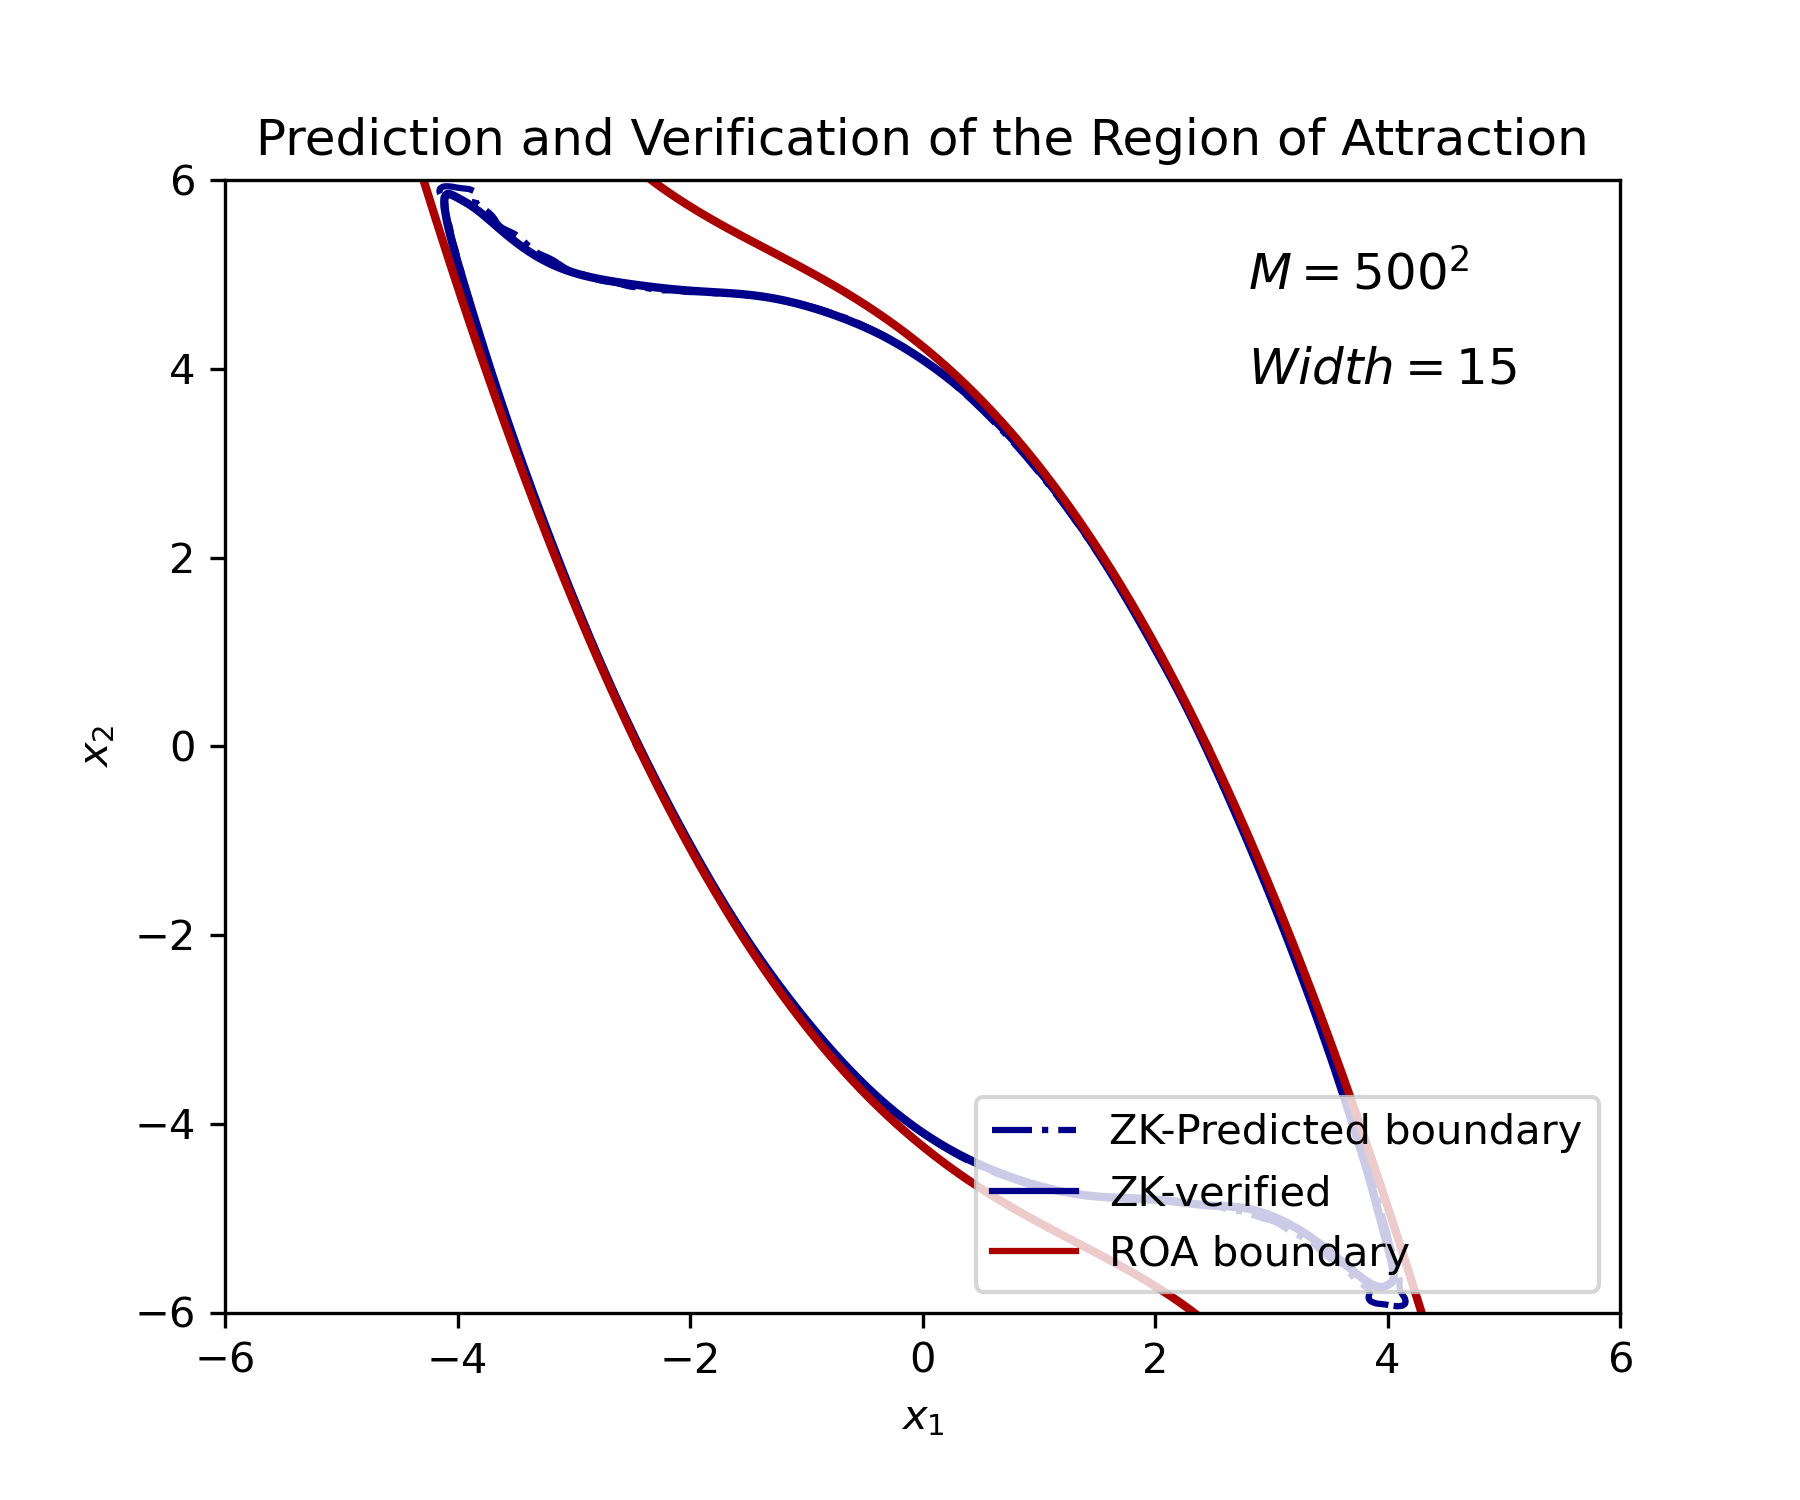 Prediction and Verification of the Region of Attraction
6
4
2
0
−2
−4
−6
x₂
M = 500²
Width = 15
ZK-Predicted boundary
ZK-verified
ROA boundary
−6 −4 −2 0 2 4 6
x₁